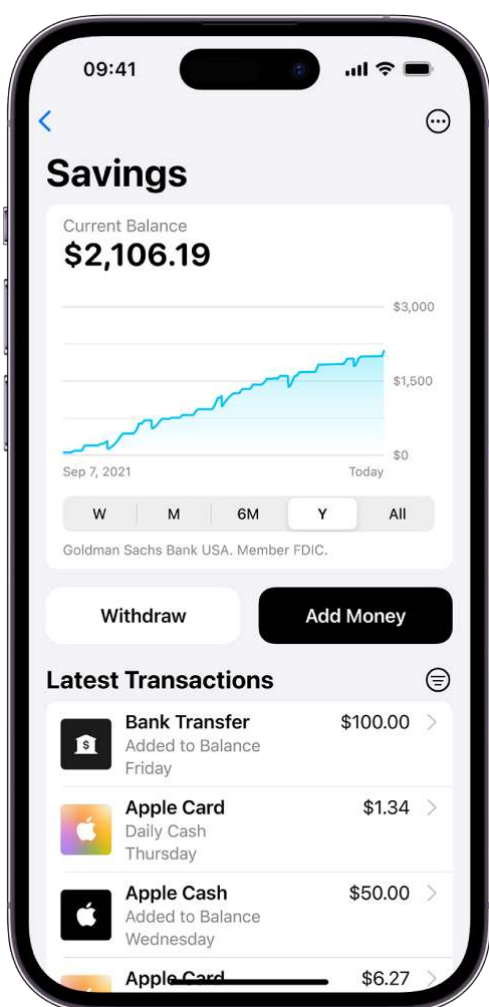 09:41
Savings
Current Balance
$2,106.19
$3,000
$1,500
$0
Sep 7, 2021 Today
W M 6M Y All
Goldman Sachs Bank USA. Member FDIC.
Withdraw Add Money
Latest Transactions
Bank Transfer $100.00
Added to Balance
Friday
Apple Card $1.34
Daily Cash
Thursday
Apple Cash $50.00
Added to Balance
Wednesday
Apple Card $6.27